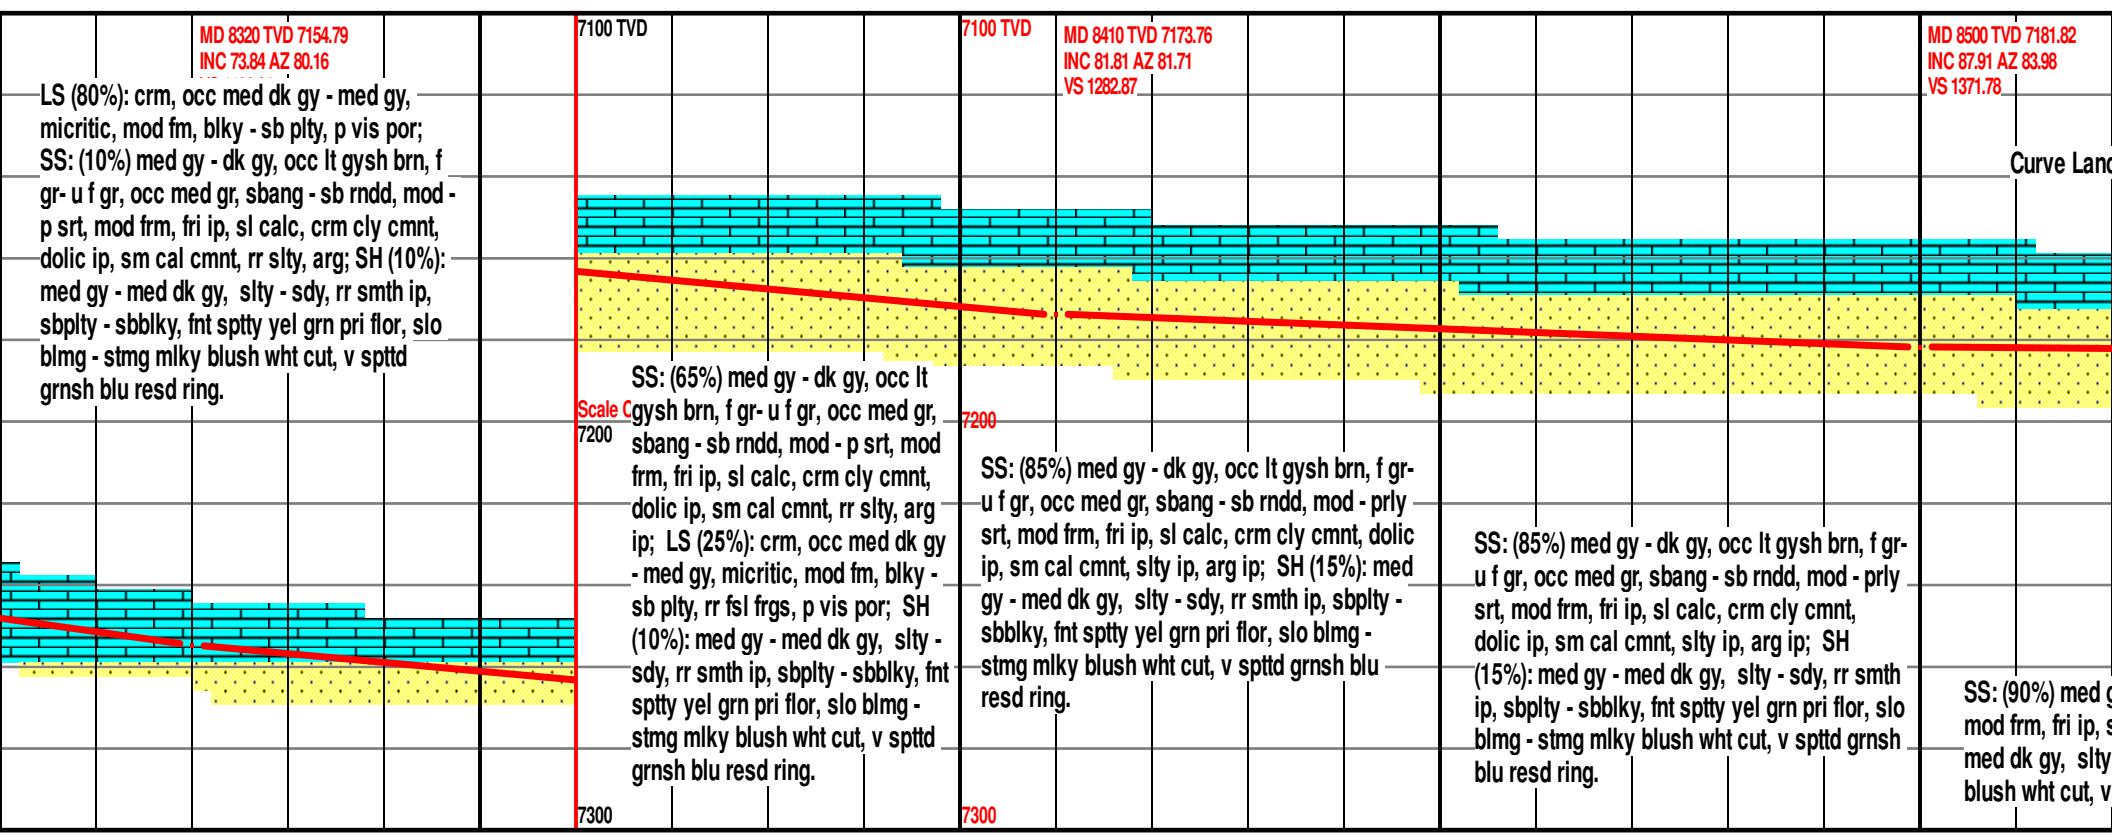 MD 8320 TVD 7154.79
INC 73.84 AZ 80.16
LS (80%): crm, occ med dk gy - med gy,
micritic, mod fm, blky - sb plty, p vis por;
SS: (10%) med gy - dk gy, occ lt gysh brn, f
gr- u f gr, occ med gr, sbang - sb rndd, mod -
p srt, mod frm, fri ip, sl calc, crm cly cmnt,
dolic ip, sm cal cmnt, rr slty, arg; SH (10%):
med gy - med dk gy, slty - sdy, rr smth ip,
sbplty - sbblky, fnt sptty yel grn pri flor, slo
blmg - stmg mlky blush wht cut, v spttd
grnsh blu resd ring.
7100 TVD
Scale C
7200
7300
SS: (65%) med gy - dk gy, occ lt
gysh brn, f gr- u f gr, occ med gr,
sbang - sb rndd, mod - p srt, mod
frm, fri ip, sl calc, crm cly cmnt,
dolic ip, sm cal cmnt, rr slty, arg
ip; LS (25%): crm, occ med dk gy
- med gy, micritic, mod fm, blky -
sb plty, rr fsl frgs, p vis por; SH
(10%): med gy - med dk gy, slty -
sdy, rr smth ip, sbplty - sbblky, fnt
sptty yel grn pri flor, slo blmg -
stmg mlky blush wht cut, v spttd
grnsh blu resd ring.
7100 TVD
7200
7300
MD 8410 TVD 7173.76
INC 81.81 AZ 81.71
VS 1282.87
SS: (85%) med gy - dk gy, occ lt gysh brn, f gr-
u f gr, occ med gr, sbang - sb rndd, mod - prly
srt, mod frm, fri ip, sl calc, crm cly cmnt, dolic
ip, sm cal cmnt, slty ip, arg ip; SH (15%): med
gy - med dk gy, slty - sdy, rr smth ip, sbplty -
sbblky, fnt sptty yel grn pri flor, slo blmg -
stmg mlky blush wht cut, v spttd grnsh blu
resd ring.
SS: (85%) med gy - dk gy, occ lt gysh brn, f gr-
u f gr, occ med gr, sbang - sb rndd, mod - prly
srt, mod frm, fri ip, sl calc, crm cly cmnt,
dolic ip, sm cal cmnt, slty ip, arg ip; SH
(15%): med gy - med dk gy, slty - sdy, rr smth
ip, sbplty - sbblky, fnt sptty yel grn pri flor, slo
blmg - stmg mlky blush wht cut, v spttd grnsh
blu resd ring.
MD 8500 TVD 7181.82
INC 87.91 AZ 83.98
VS 1371.78
Curve Land
SS: (90%) med g
mod frm, fri ip, s
med dk gy, slty
blush wht cut, v